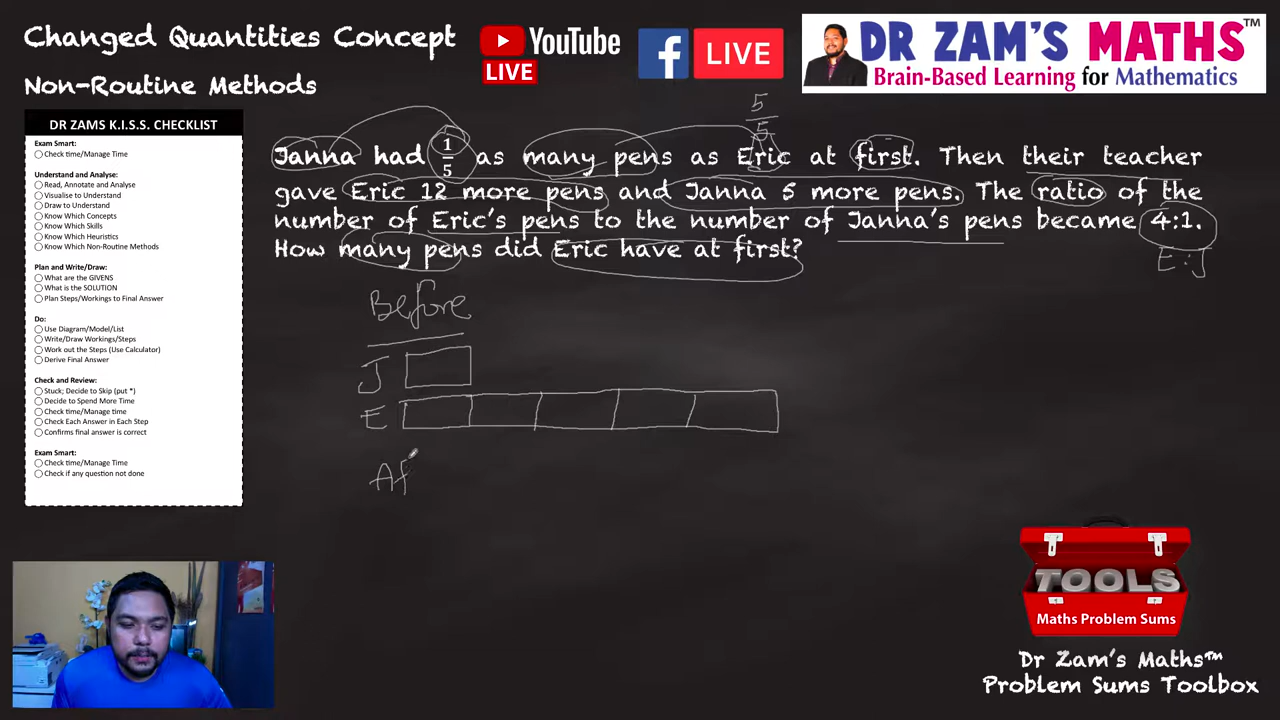 Changed Quantities Concept
Non-Routine Methods
YouTube
LIVE
f LIVE
DR ZAM'S MATHS™
Brain-Based Learning for Mathematics
DR ZAMS K.I.S.S. CHECKLIST
Exam Smart:
Check time/Manage Time
Understand and Analyse:
Read, Annotate and Analyse
Visualise to Understand
Draw to Understand
Know Which Concepts
Know Which Skills
Know Which Heuristics
Know Which Non-Routine Methods
Plan and Write/Draw:
What are the GIVENS
What is the SOLUTION
Plan Steps/Workings to Final Answer
Do:
Use Diagram/Model/List
Write/Draw Workings/Steps
Work out the Steps (Use Calculator)
Derive Final Answer
Check and Review:
Stuck; Decide to Skip (put *)
Decide to Spend More Time
Check time/Manage time
Check Each Answer in Each Step
Confirms final answer is correct
Exam Smart:
Check time/Manage Time
Check if any question not done
5/5
Janna had 1/5 as many pens as Eric at first. Then their teacher
gave Eric 12 more pens and Janna 5 more pens. The ratio of the
number of Eric's pens to the number of Janna's pens became 4:1.
How many pens did Eric have at first?
E:J
Before
J
E
Af
TOOLS
Maths Problem Sums
Dr Zam's Maths™
Problem Sums Toolbox